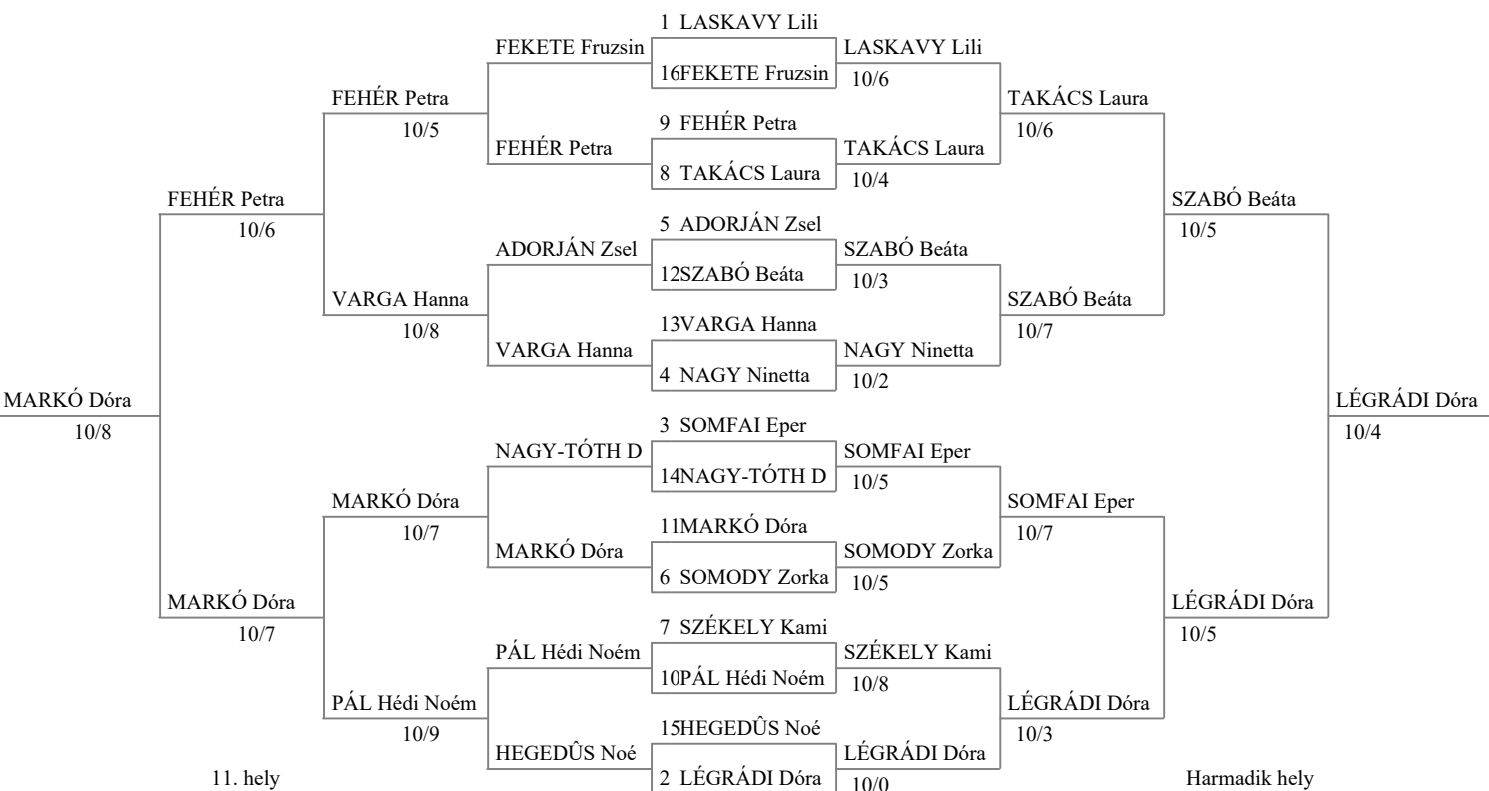 1 LASKAVY Lili
FEKETE Fruzsin
LASKAVY Lili
16FEKETE Fruzsin
10/6
FEHÉR Petra
TAKÁCS Laura
10/5
9 FEHÉR Petra
10/6
FEHÉR Petra
TAKÁCS Laura
8 TAKÁCS Laura
10/4
FEHÉR Petra
SZABÓ Beáta
10/6
5 ADORJÁN Zsel
10/5
ADORJÁN Zsel
SZABÓ Beáta
12SZABÓ Beáta
10/3
VARGA Hanna
SZABÓ Beáta
10/8
13VARGA Hanna
10/7
VARGA Hanna
NAGY Ninetta
4 NAGY Ninetta
10/2
MARKÓ Dóra
LÉGRÁDI Dóra
10/8
3 SOMFAI Eper
10/4
NAGY-TÓTH D
SOMFAI Eper
14NAGY-TÓTH D
10/5
MARKÓ Dóra
SOMFAI Eper
10/7
11MARKÓ Dóra
10/7
MARKÓ Dóra
SOMODY Zorka
6 SOMODY Zorka
10/5
MARKÓ Dóra
LÉGRÁDI Dóra
10/7
7 SZÉKELY Kami
10/5
PÁL Hédi Noém
SZÉKELY Kami
10PÁL Hédi Noém
10/8
PÁL Hédi Noém
LÉGRÁDI Dóra
10/9
15HEGEDÛS Noé
10/3
HEGEDÛS Noé
LÉGRÁDI Dóra
11. hely
2 LÉGRÁDI Dóra
10/0
Harmadik hely